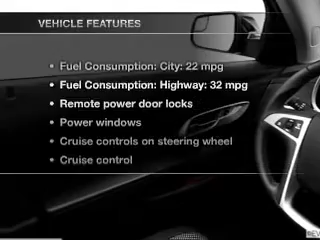 VEHICLE FEATURES
• Fuel Consumption: City: 22 mpg
• Fuel Consumption: Highway: 32 mpg
• Remote power door locks
• Power windows
• Cruise controls on steering wheel
• Cruise control